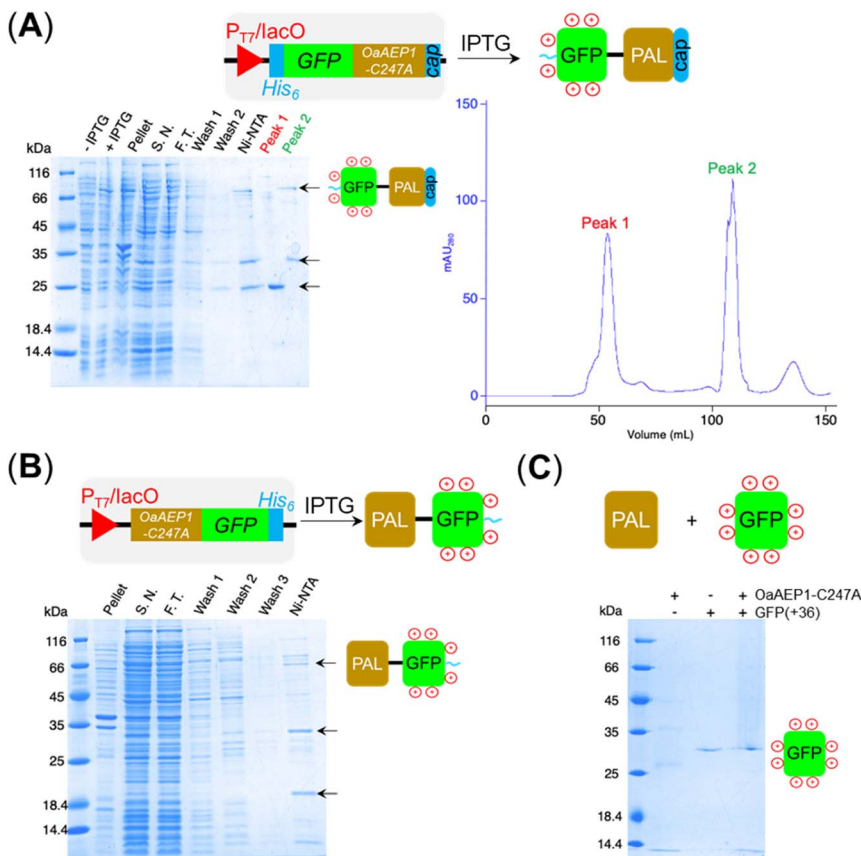 (A)
P_T7/lacO
GFP
OaAEP1
-C247A
cap
His6
IPTG
GFP
PAL
cap
kDa
- IPTG
+ IPTG
Pellet
S. N.
F. T.
Wash 1
Wash 2
Ni-NTA
Peak 1
Peak 2
116
66
45
35
25
18.4
14.4
GFP
PAL
cap
150
100
50
0
mAU280
Peak 1
Peak 2
0
50
100
150
Volume (mL)
(B)
P_T7/lacO
OaAEP1
-C247A
GFP
His6
IPTG
PAL
GFP
kDa
Pellet
S. N.
F. T.
Wash 1
Wash 2
Wash 3
Ni-NTA
116
66
45
35
25
18.4
14.4
PAL
GFP
(C)
PAL
+
GFP
+ - + OaAEP1-C247A
- + + GFP(+36)
kDa
116
66
45
35
25
18.4
14.4
GFP